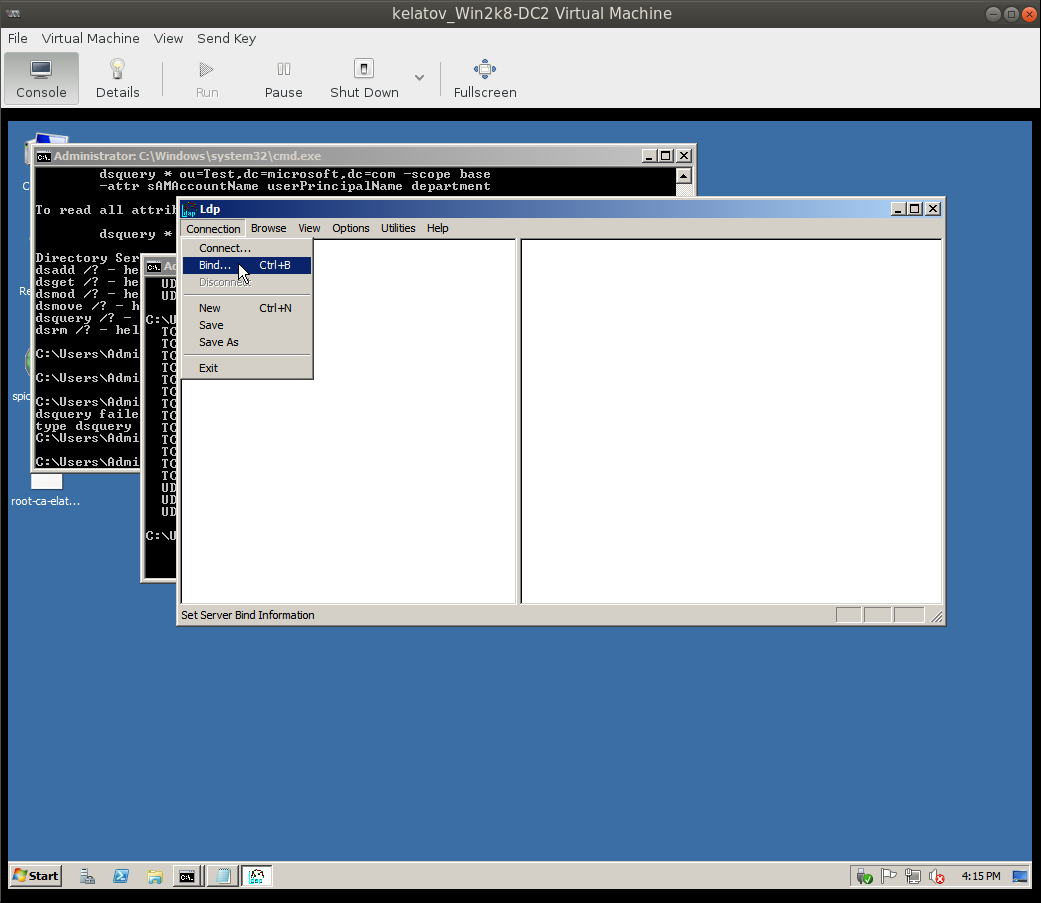 kelatov_Win2k8-DC2 Virtual Machine
File Virtual Machine View Send Key
Console Details Run Pause Shut Down Fullscreen
Administrator: C:\Windows\system32\cmd.exe
dsquery * ou=Test,dc=microsoft,dc=com -scope base
-attr sAMAccountName userPrincipalName department
To read all attri
dsquery *
Directory Ser
dsadd /? - he
dsget /? - he
dsmod /? - he
dsmove /? - h
dsquery /? -
dsrm /? - hel
C:\Users\Admi
C:\Users\Admi
C:\Users\Admi
dsquery faile
type dsquery
C:\Users\Admi
C:\Users\Admi
Ad
UD
UD
C:\U
TC
TC
TC
TC
TC
TC
TC
TC
TC
TC
TC
TC
TC
UD
UD
UD
C:\U
Ldp
Connection Browse View Options Utilities Help
Connect...
Bind... Ctrl+B
Disconnect
New Ctrl+N
Save
Save As
Exit
Set Server Bind Information
C
Re
spic
root-ca-elat...
Start
4:15 PM